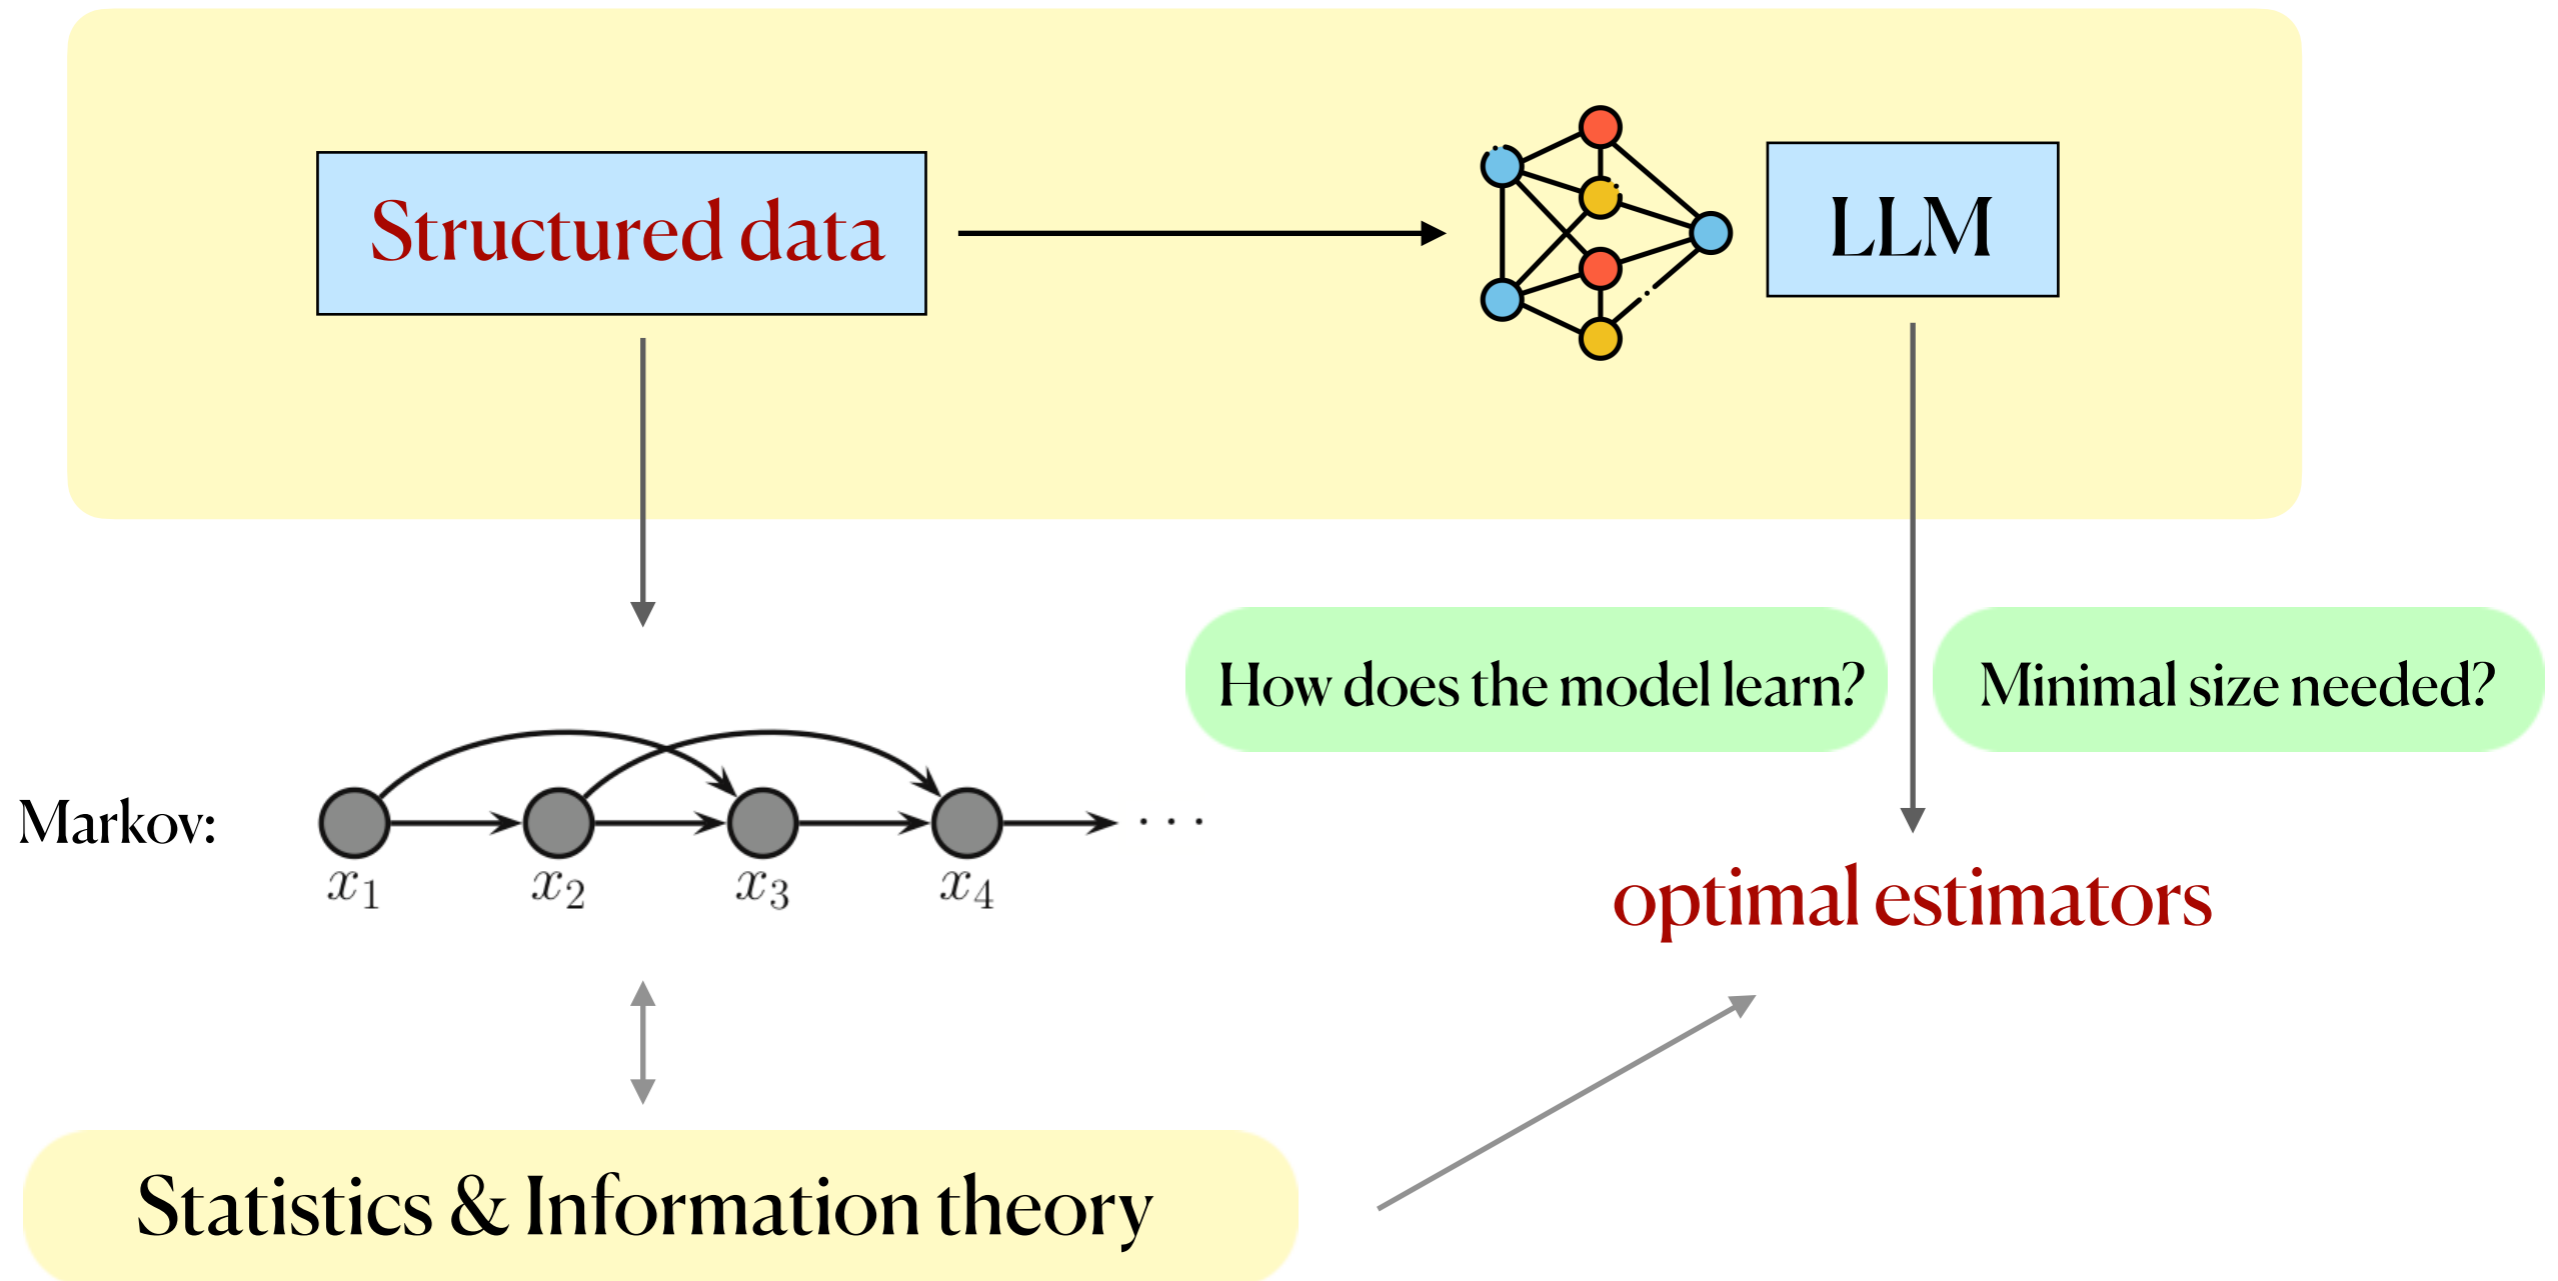 Structured data
LLM
How does the model learn?
Minimal size needed?
Markov:
x1 x2 x3 x4
. . .
optimal estimators
Statistics & Information theory